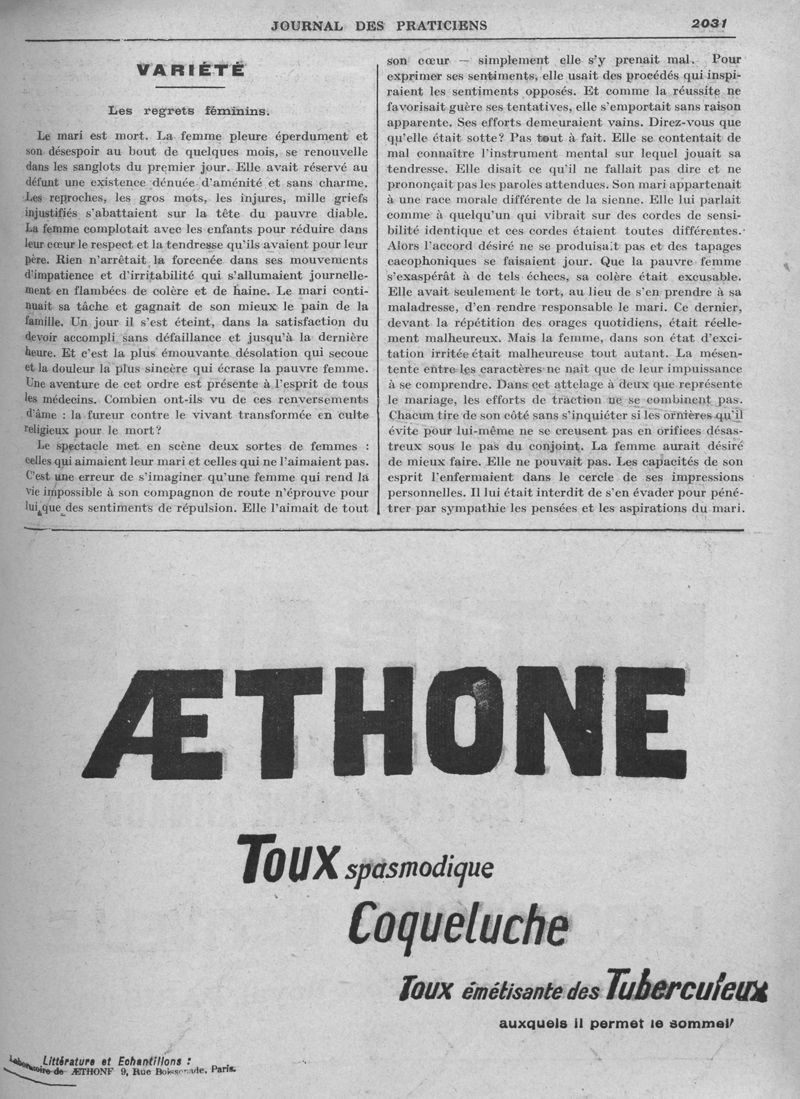 JOURNAL DES PRATICIENS
2031
VARIÉTÉ
Les regrets féminins.
Le mari est mort. La femme pleure éperdument et
son désespoir au bout de quelques mois, se renouvelle
dans les sanglots du premier jour. Elle avait réservé au
défunt une existence dénuée d'aménité et sans charme.
Les reproches, les gros mots, les injures, mille griefs
injustifiés s'abattaient sur la tête du pauvre diable.
La femme complotait avec les enfants pour réduire dans
leur cœur le respect et la tendresse qu'ils avaient pour leur
père. Rien n'arrêtait la forcenée dans ses mouvements
d'impatience et d'irritabilité qui s'allumaient journelle-
ment en flambées de colère et de haine. Le mari conti-
nuait sa tâche et gagnait de son mieux le pain de la
famille. Un jour il s'est éteint, dans la satisfaction du
devoir accompli sans défaillance et jusqu'à la dernière
heure. Et c'est la plus émouvante désolation qui secoue
et la douleur la plus sincère qui écrase la pauvre femme.
Une aventure de cet ordre est présente à l'esprit de tous
les médecins. Combien ont-ils vu de ces renversements
d'âme : la fureur contre le vivant transformée en culte
religieux pour le mort?
Le spectacle met en scène deux sortes de femmes :
celles qui aimaient leur mari et celles qui ne l'aimaient pas.
C'est une erreur de s'imaginer qu'une femme qui rend la
vie impossible à son compagnon de route n'éprouve pour
lui que des sentiments de répulsion. Elle l'aimait de tout
son cœur — simplement elle s'y prenait mal. Pour
exprimer ses sentiments, elle usait des procédés qui inspi-
raient les sentiments opposés. Et comme la réussite ne
favorisait guère ses tentatives, elle s'emportait sans raison
apparente. Ses efforts demeuraient vains. Direz-vous que
qu'elle était sotte? Pas tout à fait. Elle se contentait de
mal connaître l'instrument mental sur lequel jouait sa
tendresse. Elle disait ce qu'il ne fallait pas dire et ne
prononçait pas les paroles attendues. Son mari appartenait
à une race morale différente de la sienne. Elle lui parlait
comme à quelqu'un qui vibrait sur des cordes de sensi-
bilité identique et ces cordes étaient toutes différentes.
Alors l'accord désiré ne se produisait pas et des tapages
cacophoniques se faisaient jour. Que la pauvre femme
s'exaspérât à de tels échecs, sa colère était excusable.
Elle avait seulement le tort, au lieu de s'en prendre à sa
maladresse, d'en rendre responsable le mari. Ce dernier,
devant la répétition des orages quotidiens, était réelle-
ment malheureux. Mais la femme, dans son état d'exci-
tation irritée était malheureuse tout autant. La mésen-
tente entre les caractères ne naît que de leur impuissance
à se comprendre. Dans cet attelage à deux que représente
le mariage, les efforts de traction ne se combinent pas.
Chacun tire de son côté sans s'inquiéter si les ornières qu'il
évite pour lui-même ne se creusent pas en orifices désas-
treux sous le pas du conjoint. La femme aurait désiré
de mieux faire. Elle ne pouvait pas. Les capacités de son
esprit l'enfermaient dans le cercle de ses impressions
personnelles. Il lui était interdit de s'en évader pour péné-
trer par sympathie les pensées et les aspirations du mari.
ÆTHONE
Toux spasmodique
Coqueluche
Toux émétisante des Tuberculeux
auxquels il permet le sommeil
Littérature et Echantillons :
Laboratoire de ÆTHONE 9, Rue Boissonade, Paris.